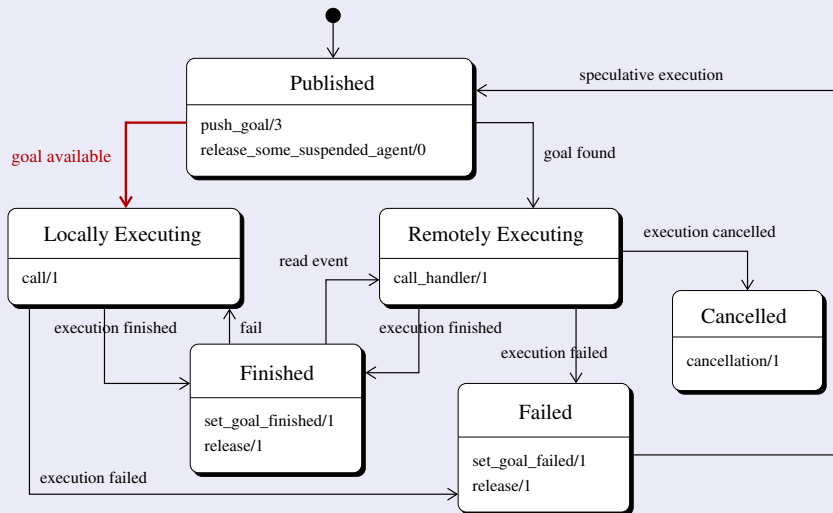 Published
speculative execution
push_goal/3
release_some_suspended_agent/0
goal available
goal found
Locally Executing
call/1
Remotely Executing
call_handler/1
execution cancelled
read event
Cancelled
cancellation/1
execution finished
fail
execution finished
execution failed
Finished
set_goal_finished/1
release/1
Failed
set_goal_failed/1
release/1
execution failed